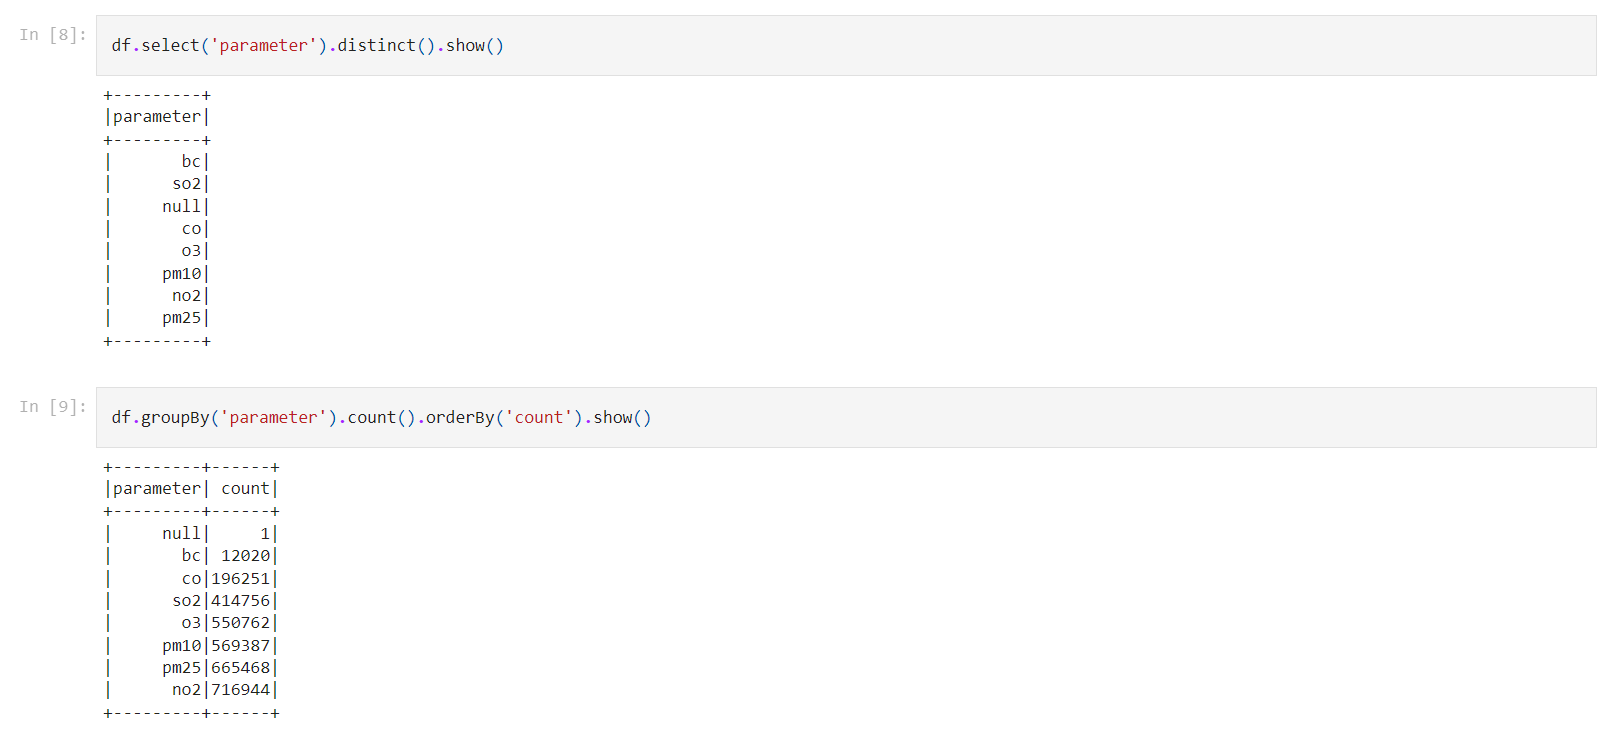 In [8]:
df.select('parameter').distinct().show()
+---------+
|parameter|
+---------+
|       bc|
|      so2|
|     null|
|       co|
|       o3|
|     pm10|
|      no2|
|     pm25|
+---------+
In [9]:
df.groupBy('parameter').count().orderBy('count').show()
+---------+------+
|parameter| count|
+---------+------+
|     null|     1|
|       bc| 12020|
|       co|196251|
|      so2|414756|
|       o3|550762|
|     pm10|569387|
|     pm25|665468|
|      no2|716944|
+---------+------+